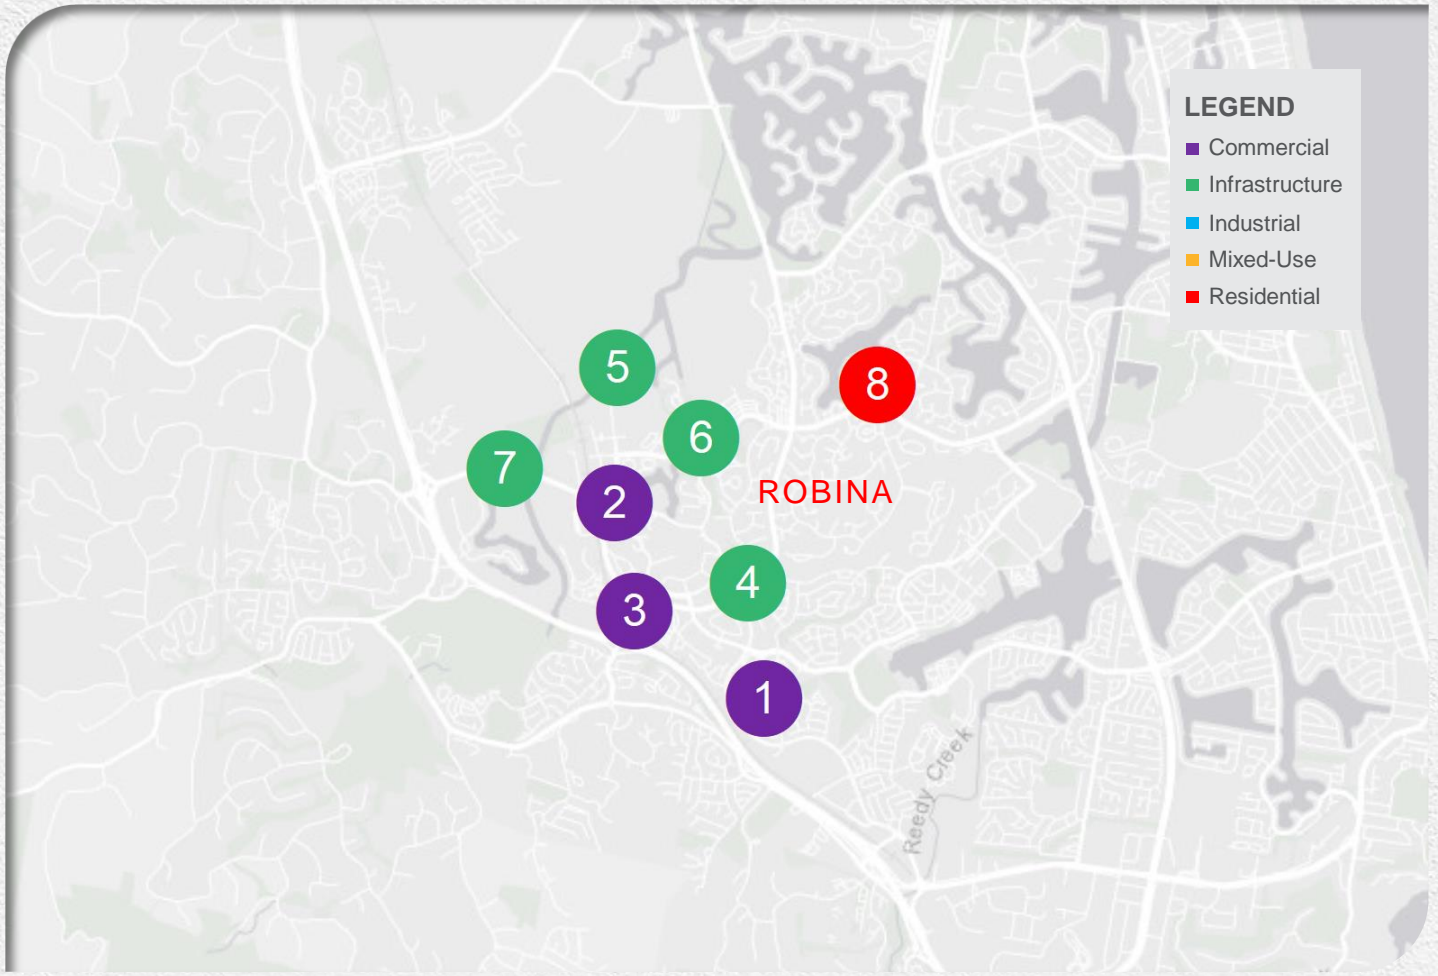 LEGEND
Commercial
Infrastructure
Industrial
Mixed-Use
Residential
5
8
6
7
2
ROBINA
4
3
1
Reedy Creek